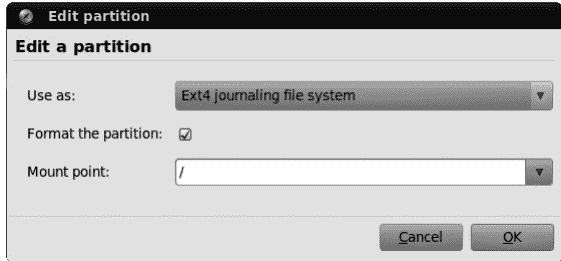 Edit partition
Edit a partition
Use as: Ext4 journaling file system
Format the partition:
Mount point: /
Cancel OK